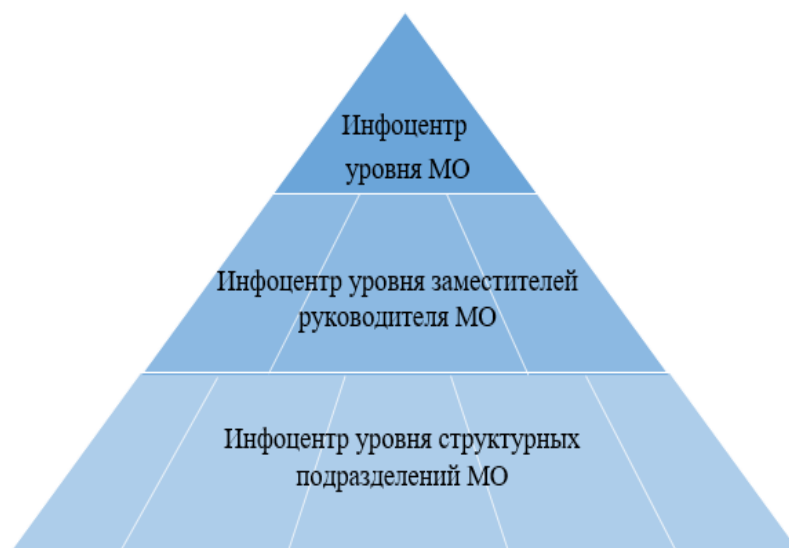 Инфоцентр
уровня МО
Инфоцентр уровня заместителей
руководителя МО
Инфоцентр уровня структурных
подразделений МО